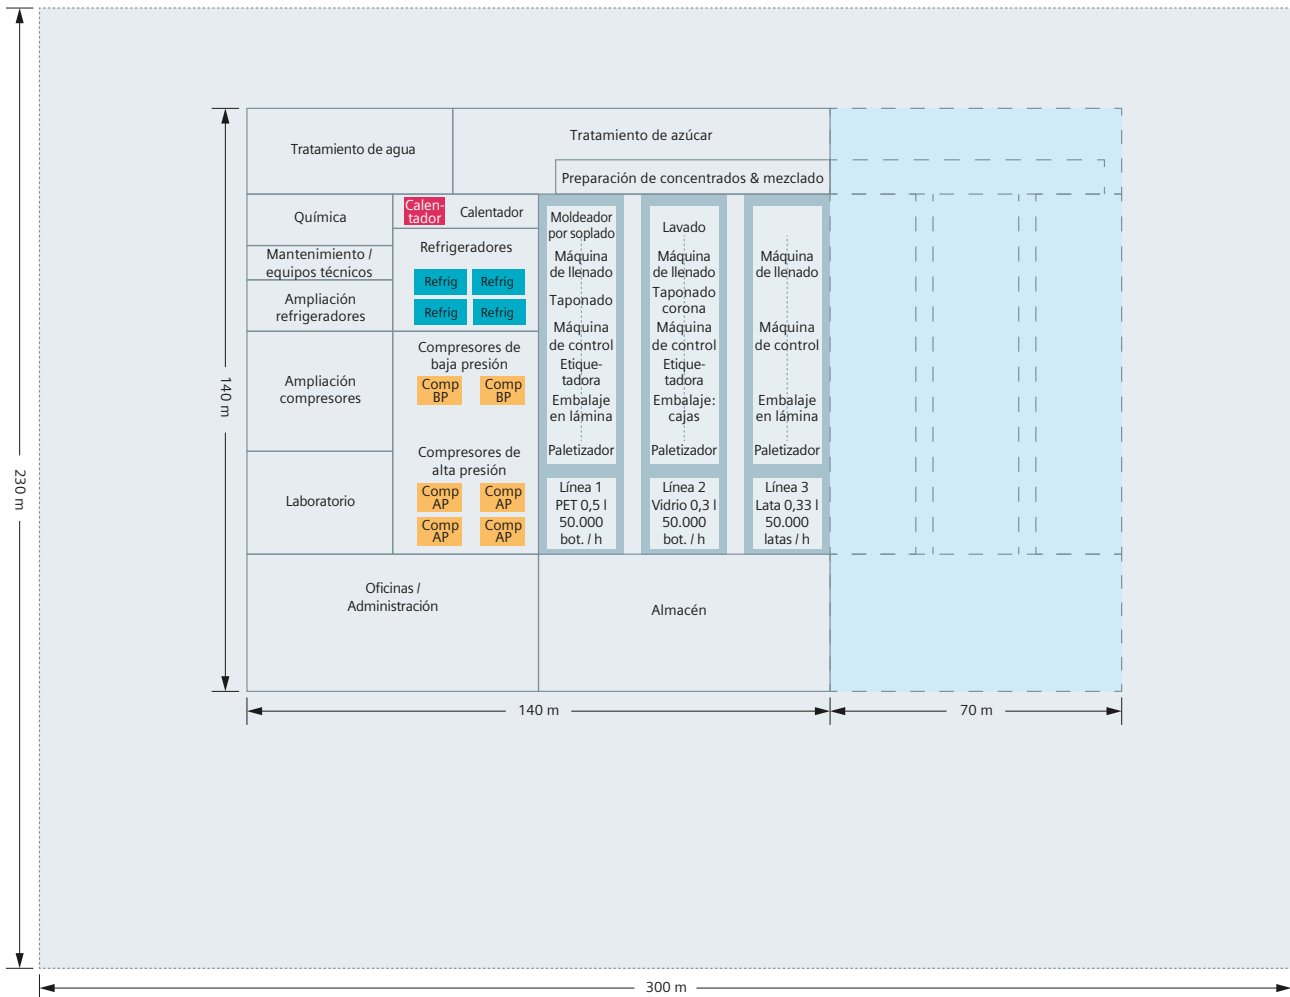 Tratamiento de agua
Tratamiento de azúcar
Preparación de concentrados & mezclado
Química
Calen-
tador
Calentador
Mantenimiento /
equipos técnicos
Ampliación
refrigeradores
Refrigeradores
Refrig
Refrig
Refrig
Refrig
Ampliación
compresores
Compresores de
baja presión
Comp
BP
Comp
BP
Laboratorio
Compresores de
alta presión
Comp
AP
Comp
AP
Comp
AP
Comp
AP
Moldeador
por soplado
Máquina
de llenado
Taponado
Máquina
de control
Etique-
tadora
Embalaje
en lámina
Paletizador
Línea 1
PET 0,5 l
50.000
bot. / h
Lavado
Máquina
de llenado
Taponado
corona
Máquina
de control
Etique-
tadora
Embalaje:
cajas
Paletizador
Línea 2
Vidrio 0,3 l
50.000
bot. / h
Máquina
de llenado
Máquina
de control
Embalaje
en lámina
Paletizador
Línea 3
Lata 0,33 l
50.000
latas / h
Oficinas /
Administración
Almacén
140 m
230 m
140 m
70 m
300 m